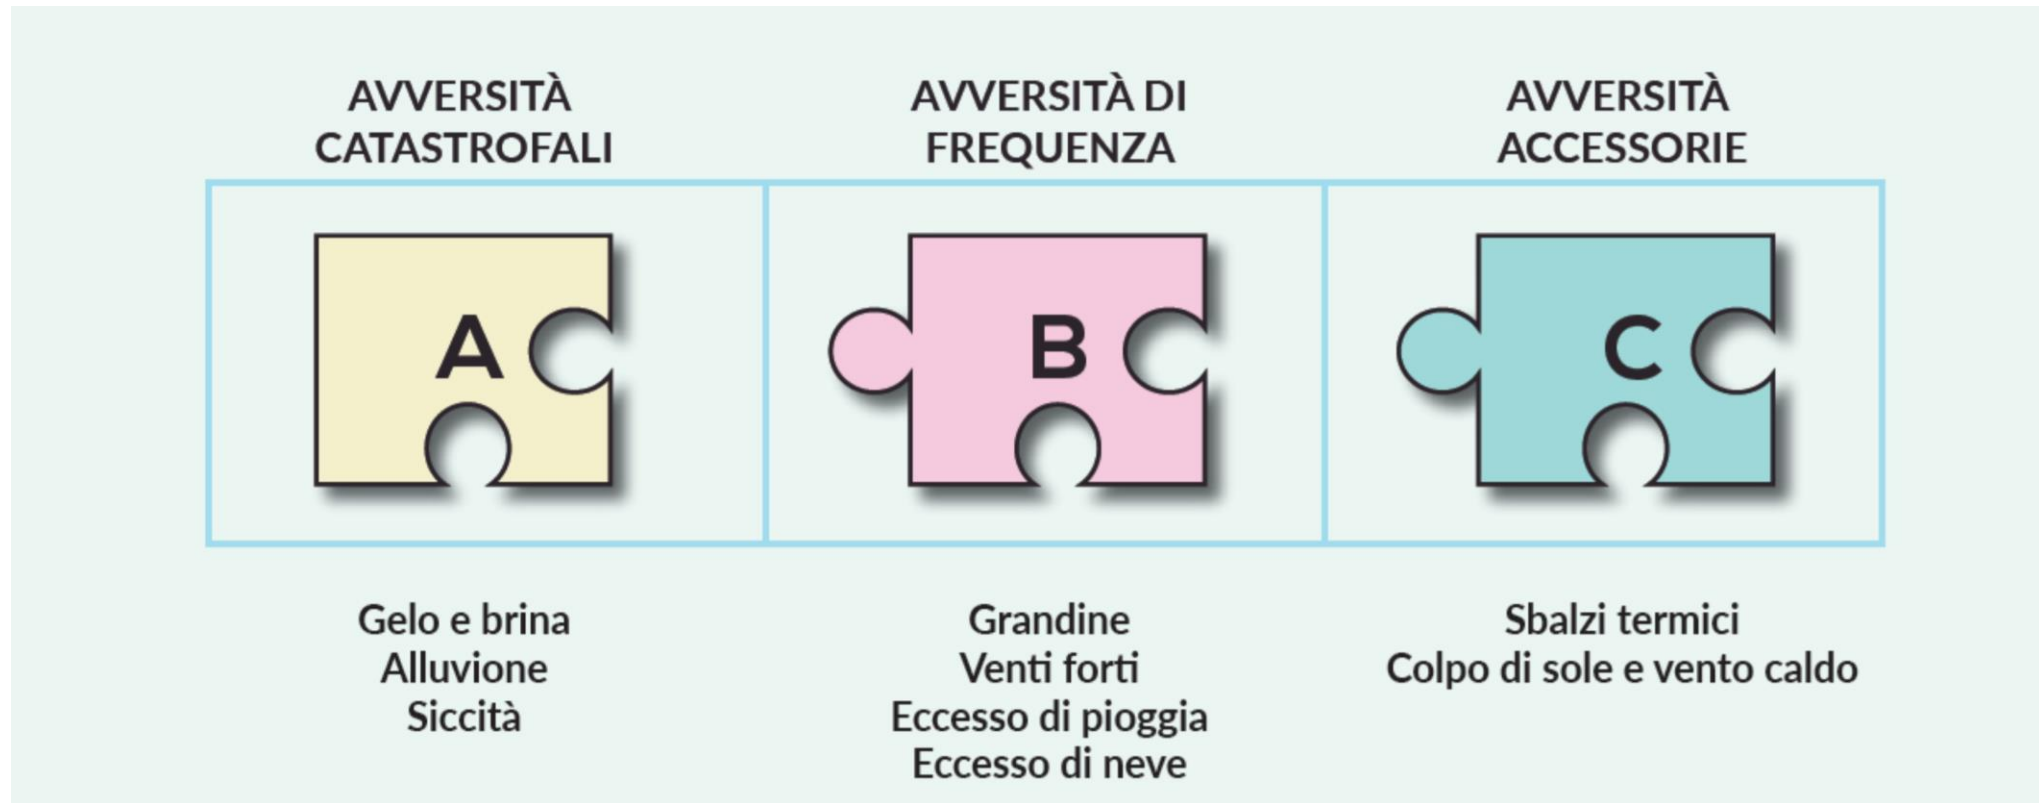 AVVERSITÀ
CATASTROFALI
A
Gelo e brina
Alluvione
Siccità
AVVERSITÀ DI
FREQUENZA
B
Grandine
Venti forti
Eccesso di pioggia
Eccesso di neve
AVVERSITÀ
ACCESSORIE
C
Sbalzi termici
Colpo di sole e vento caldo